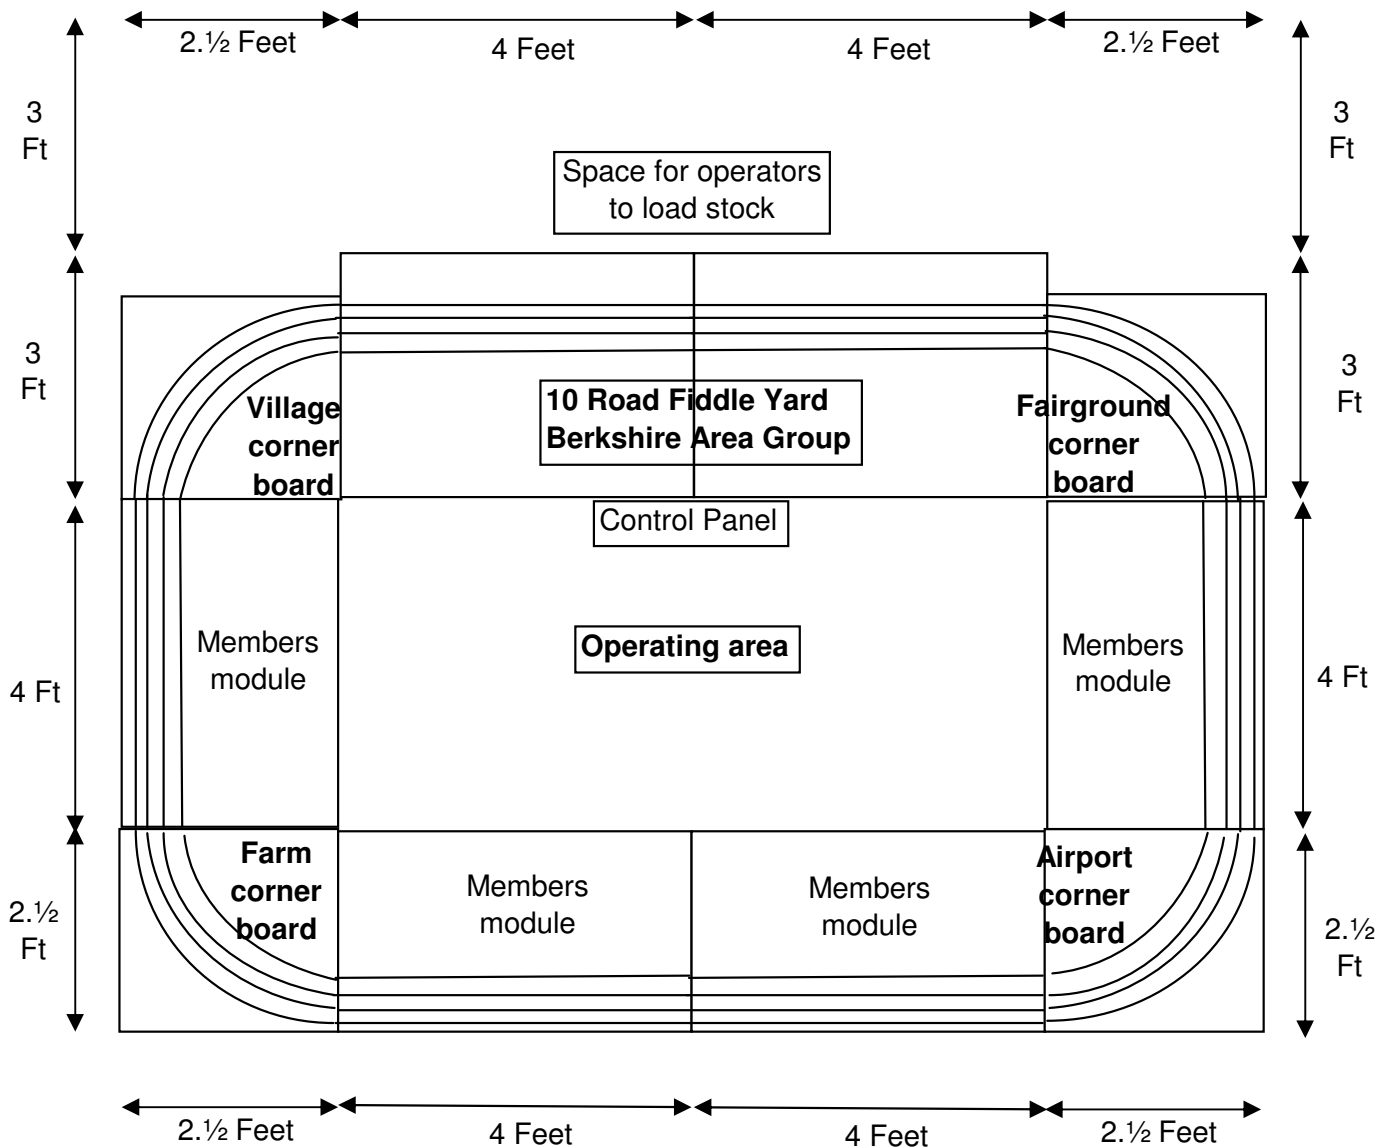 2.½ Feet
4 Feet
4 Feet
2.½ Feet
3
Ft
3
Ft
Space for operators
to load stock
3
Ft
3
Ft
Village
corner
board
10 Road Fiddle Yard
Berkshire Area Group
Fairground
corner
board
Control Panel
Operating area
Members
module
Members
module
4 Ft
4 Ft
Farm
corner
board
Members
module
Members
module
Airport
corner
board
2.½
Ft
2.½
Ft
2.½ Feet
4 Feet
4 Feet
2.½ Feet